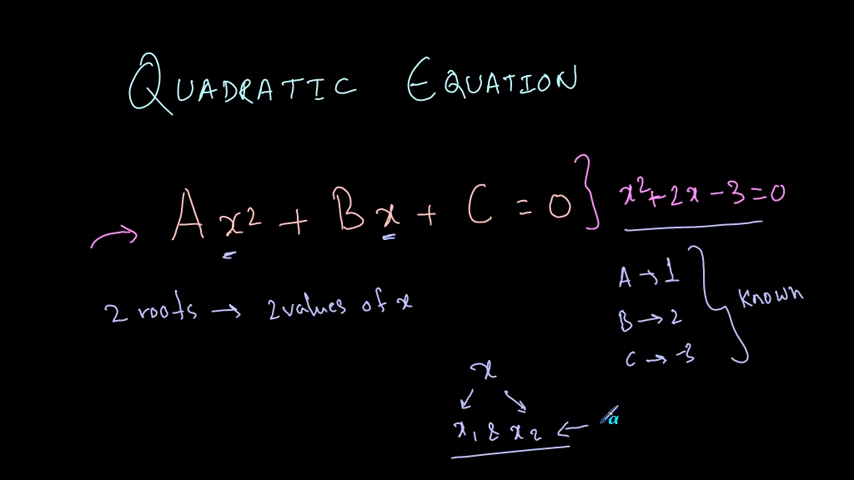 QUADRATIC EQUATION
→ Ax² + Bx + C = 0 } x² + 2x - 3 = 0
A → 1
B → 2
C → -3
} Known
2 roots → 2 values of x
x
x₁ & x₂ ←